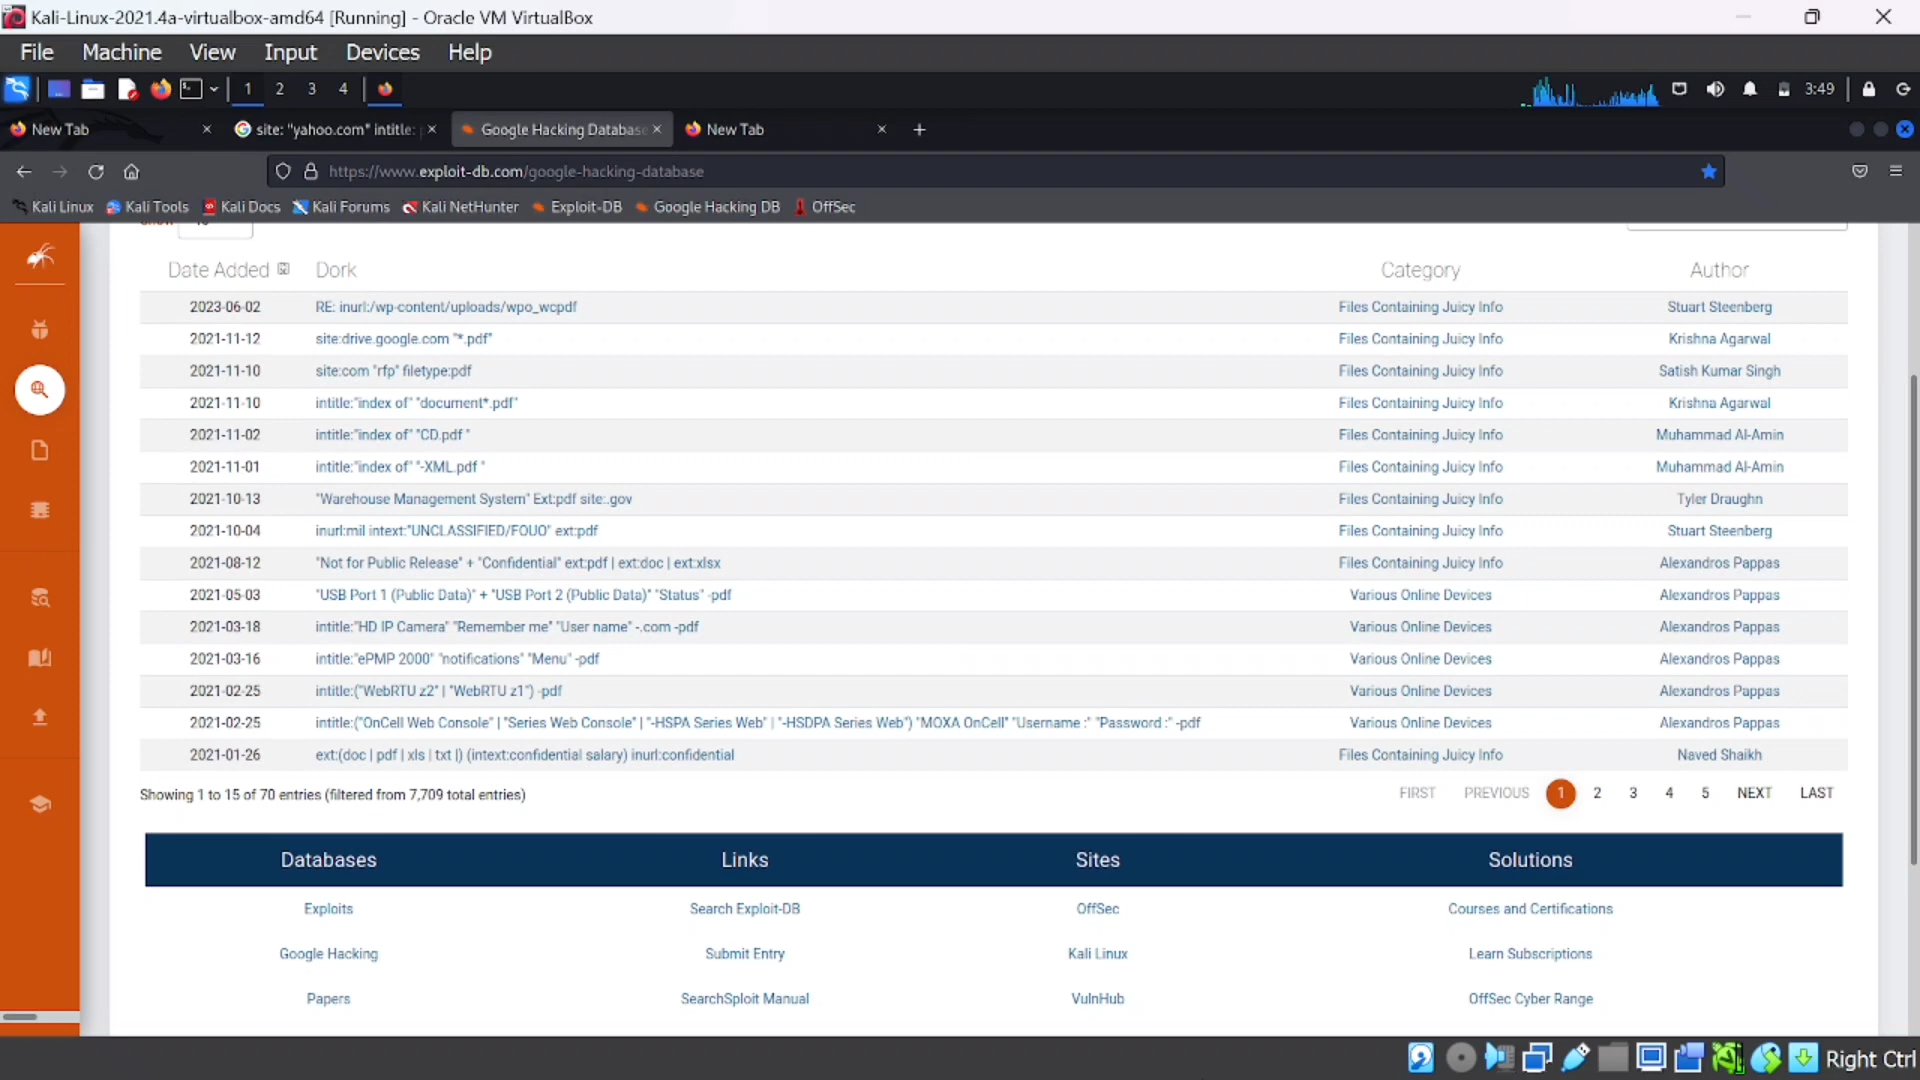 Kali-Linux-2021.4a-virtualbox-amd64 [Running] - Oracle VM VirtualBox
File Machine View Input Devices Help
1 2 3 4 3:49
New Tab site: "yahoo.com" intitle: Google Hacking Database New Tab
https://www.exploit-db.com/google-hacking-database
Kali Linux Kali Tools Kali Docs Kali Forums Kali NetHunter Exploit-DB Google Hacking DB OffSec
Date Added Dork Category Author
2023-06-02 RE: inurl:/wp-content/uploads/wpo_wcpdf Files Containing Juicy Info Stuart Steenberg
2021-11-12 site:drive.google.com "*.pdf" Files Containing Juicy Info Krishna Agarwal
2021-11-10 site:com "rfp" filetype:pdf Files Containing Juicy Info Satish Kumar Singh
2021-11-10 intitle:"index of" "document*.pdf" Files Containing Juicy Info Krishna Agarwal
2021-11-02 intitle:"index of" "CD.pdf " Files Containing Juicy Info Muhammad Al-Amin
2021-11-01 intitle:"index of" "-XML.pdf " Files Containing Juicy Info Muhammad Al-Amin
2021-10-13 "Warehouse Management System" Ext:pdf site:.gov Files Containing Juicy Info Tyler Draughn
2021-10-04 inurl:mil intext:"UNCLASSIFIED/FOUO" ext:pdf Files Containing Juicy Info Stuart Steenberg
2021-08-12 "Not for Public Release" + "Confidential" ext:pdf | ext:doc | ext:xlsx Files Containing Juicy Info Alexandros Pappas
2021-05-03 "USB Port 1 (Public Data)" + "USB Port 2 (Public Data)" "Status" -pdf Various Online Devices Alexandros Pappas
2021-03-18 intitle:"HD IP Camera" "Remember me" "User name" -.com -pdf Various Online Devices Alexandros Pappas
2021-03-16 intitle:"ePMP 2000" "notifications" "Menu" -pdf Various Online Devices Alexandros Pappas
2021-02-25 intitle:("WebRTU z2" | "WebRTU z1") -pdf Various Online Devices Alexandros Pappas
2021-02-25 intitle:("OnCell Web Console" | "Series Web Console" | "-HSPA Series Web" | "-HSDPA Series Web") "MOXA OnCell" "Username :" "Password :" -pdf Various Online Devices Alexandros Pappas
2021-01-26 ext:(doc | pdf | xls | txt |) (intext:confidential salary) inurl:confidential Files Containing Juicy Info Naved Shaikh
Showing 1 to 15 of 70 entries (filtered from 7,709 total entries) FIRST PREVIOUS 1 2 3 4 5 NEXT LAST
Databases Links Sites Solutions
Exploits Search Exploit-DB OffSec Courses and Certifications
Google Hacking Submit Entry Kali Linux Learn Subscriptions
Papers SearchSploit Manual VulnHub OffSec Cyber Range
Right Ctrl